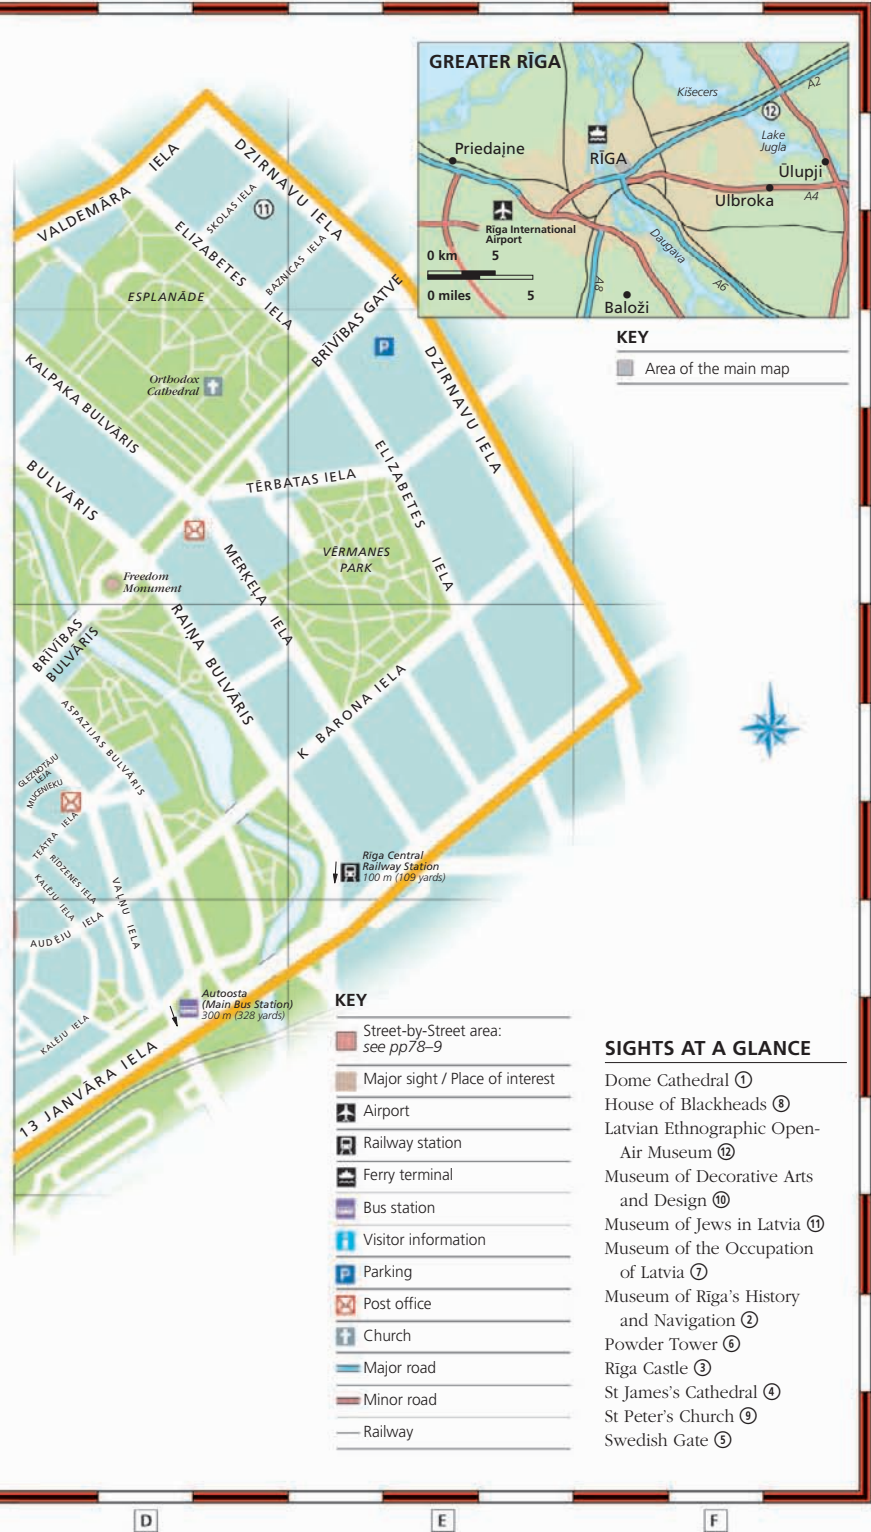 GREATER RĪGA
Kišecers
A2
12
Lake
Jugla
Priedaįne
RĪGA
Ūlupji
Ulbroka
A4
Rīga International
Airport
0 km 5
Daugava
A8
A6
0 miles 5
Baloži
KEY
Area of the main map
VALDEMĀRA IELA
DZIRNAVU IELA
SKOLAS IELA
11
ELIZABETES IELA
BAZNICAS IELA
ESPLANĀDE
BRĪVĪBAS GATVE
P
DZIRNAVU IELA
KALPAKA BULVĀRIS
Orthodox
Cathedral
BULVĀRIS
TĒRBATAS IELA
ELIZABETES IELA
VĒRMANES
PARK
MERĶEĻA IELA
Freedom
Monument
RAIŅA BULVĀRIS
BRĪVĪBAS
BULVĀRIS
K BARONA IELA
ASPAZIJAS BULVĀRIS
GLEZNOTĀJU
IEĻA
MUCENIEKU
TEĀTRA IELA
RĪDZENES IELA
KALĒJU IELA
VAĻŅU IELA
AUDĒJU IELA
Rīga Central
Railway Station
100 m (109 yards)
Autoosta
(Main Bus Station)
300 m (328 yards)
KALĒJU IELA
13 JANVĀRA IELA
KEY
Street-by-Street area:
see pp78–9
Major sight / Place of interest
Airport
Railway station
Ferry terminal
Bus station
Visitor information
P Parking
Post office
Church
Major road
Minor road
Railway
SIGHTS AT A GLANCE
Dome Cathedral ①
House of Blackheads ⑧
Latvian Ethnographic Open-
Air Museum ⑫
Museum of Decorative Arts
and Design ⑩
Museum of Jews in Latvia ⑪
Museum of the Occupation
of Latvia ⑦
Museum of Rīga's History
and Navigation ②
Powder Tower ⑥
Rīga Castle ③
St James's Cathedral ④
St Peter's Church ⑨
Swedish Gate ⑤
D E F